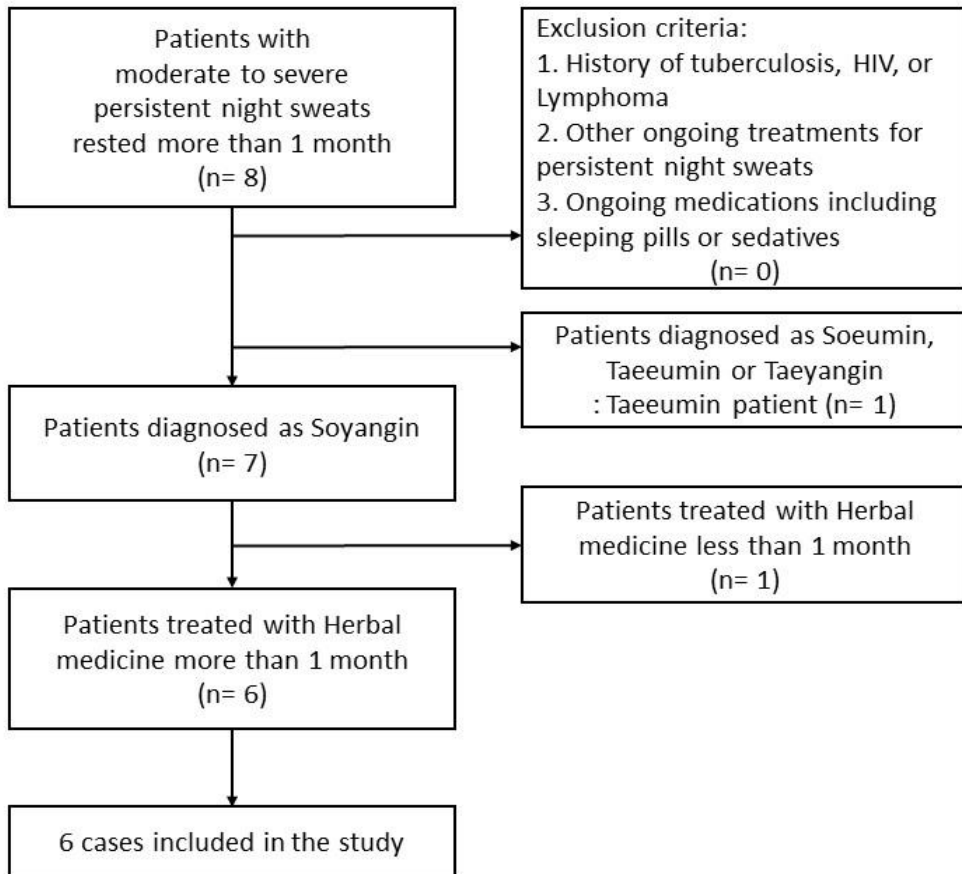 Patients with
moderate to severe
persistent night sweats
rested more than 1 month
(n= 8)
Exclusion criteria:
1. History of tuberculosis, HIV, or
Lymphoma
2. Other ongoing treatments for
persistent night sweats
3. Ongoing medications including
sleeping pills or sedatives
(n= 0)
Patients diagnosed as Soeumin,
Taeeumin or Taeyangin
: Taeeumin patient (n= 1)
Patients diagnosed as Soyangin
(n= 7)
Patients treated with Herbal
medicine less than 1 month
(n= 1)
Patients treated with Herbal
medicine more than 1 month
(n= 6)
6 cases included in the study